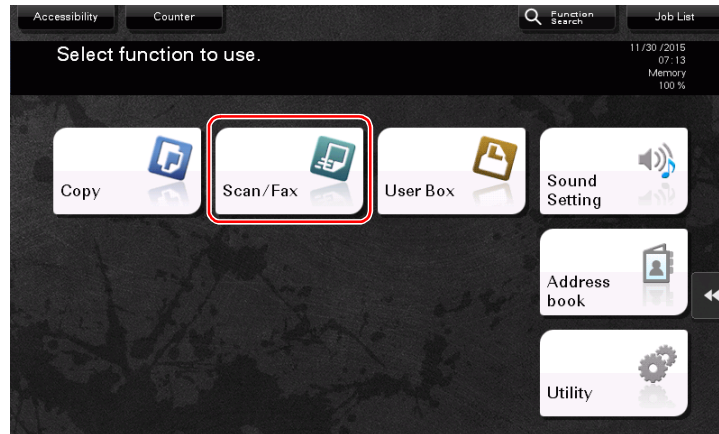 Accessibility
Counter
Function
Search
Job List
Select function to use.
11/30 /2015
07:13
Memory
100 %
Copy
Scan/Fax
User Box
Sound
Setting
Address
book
Utility